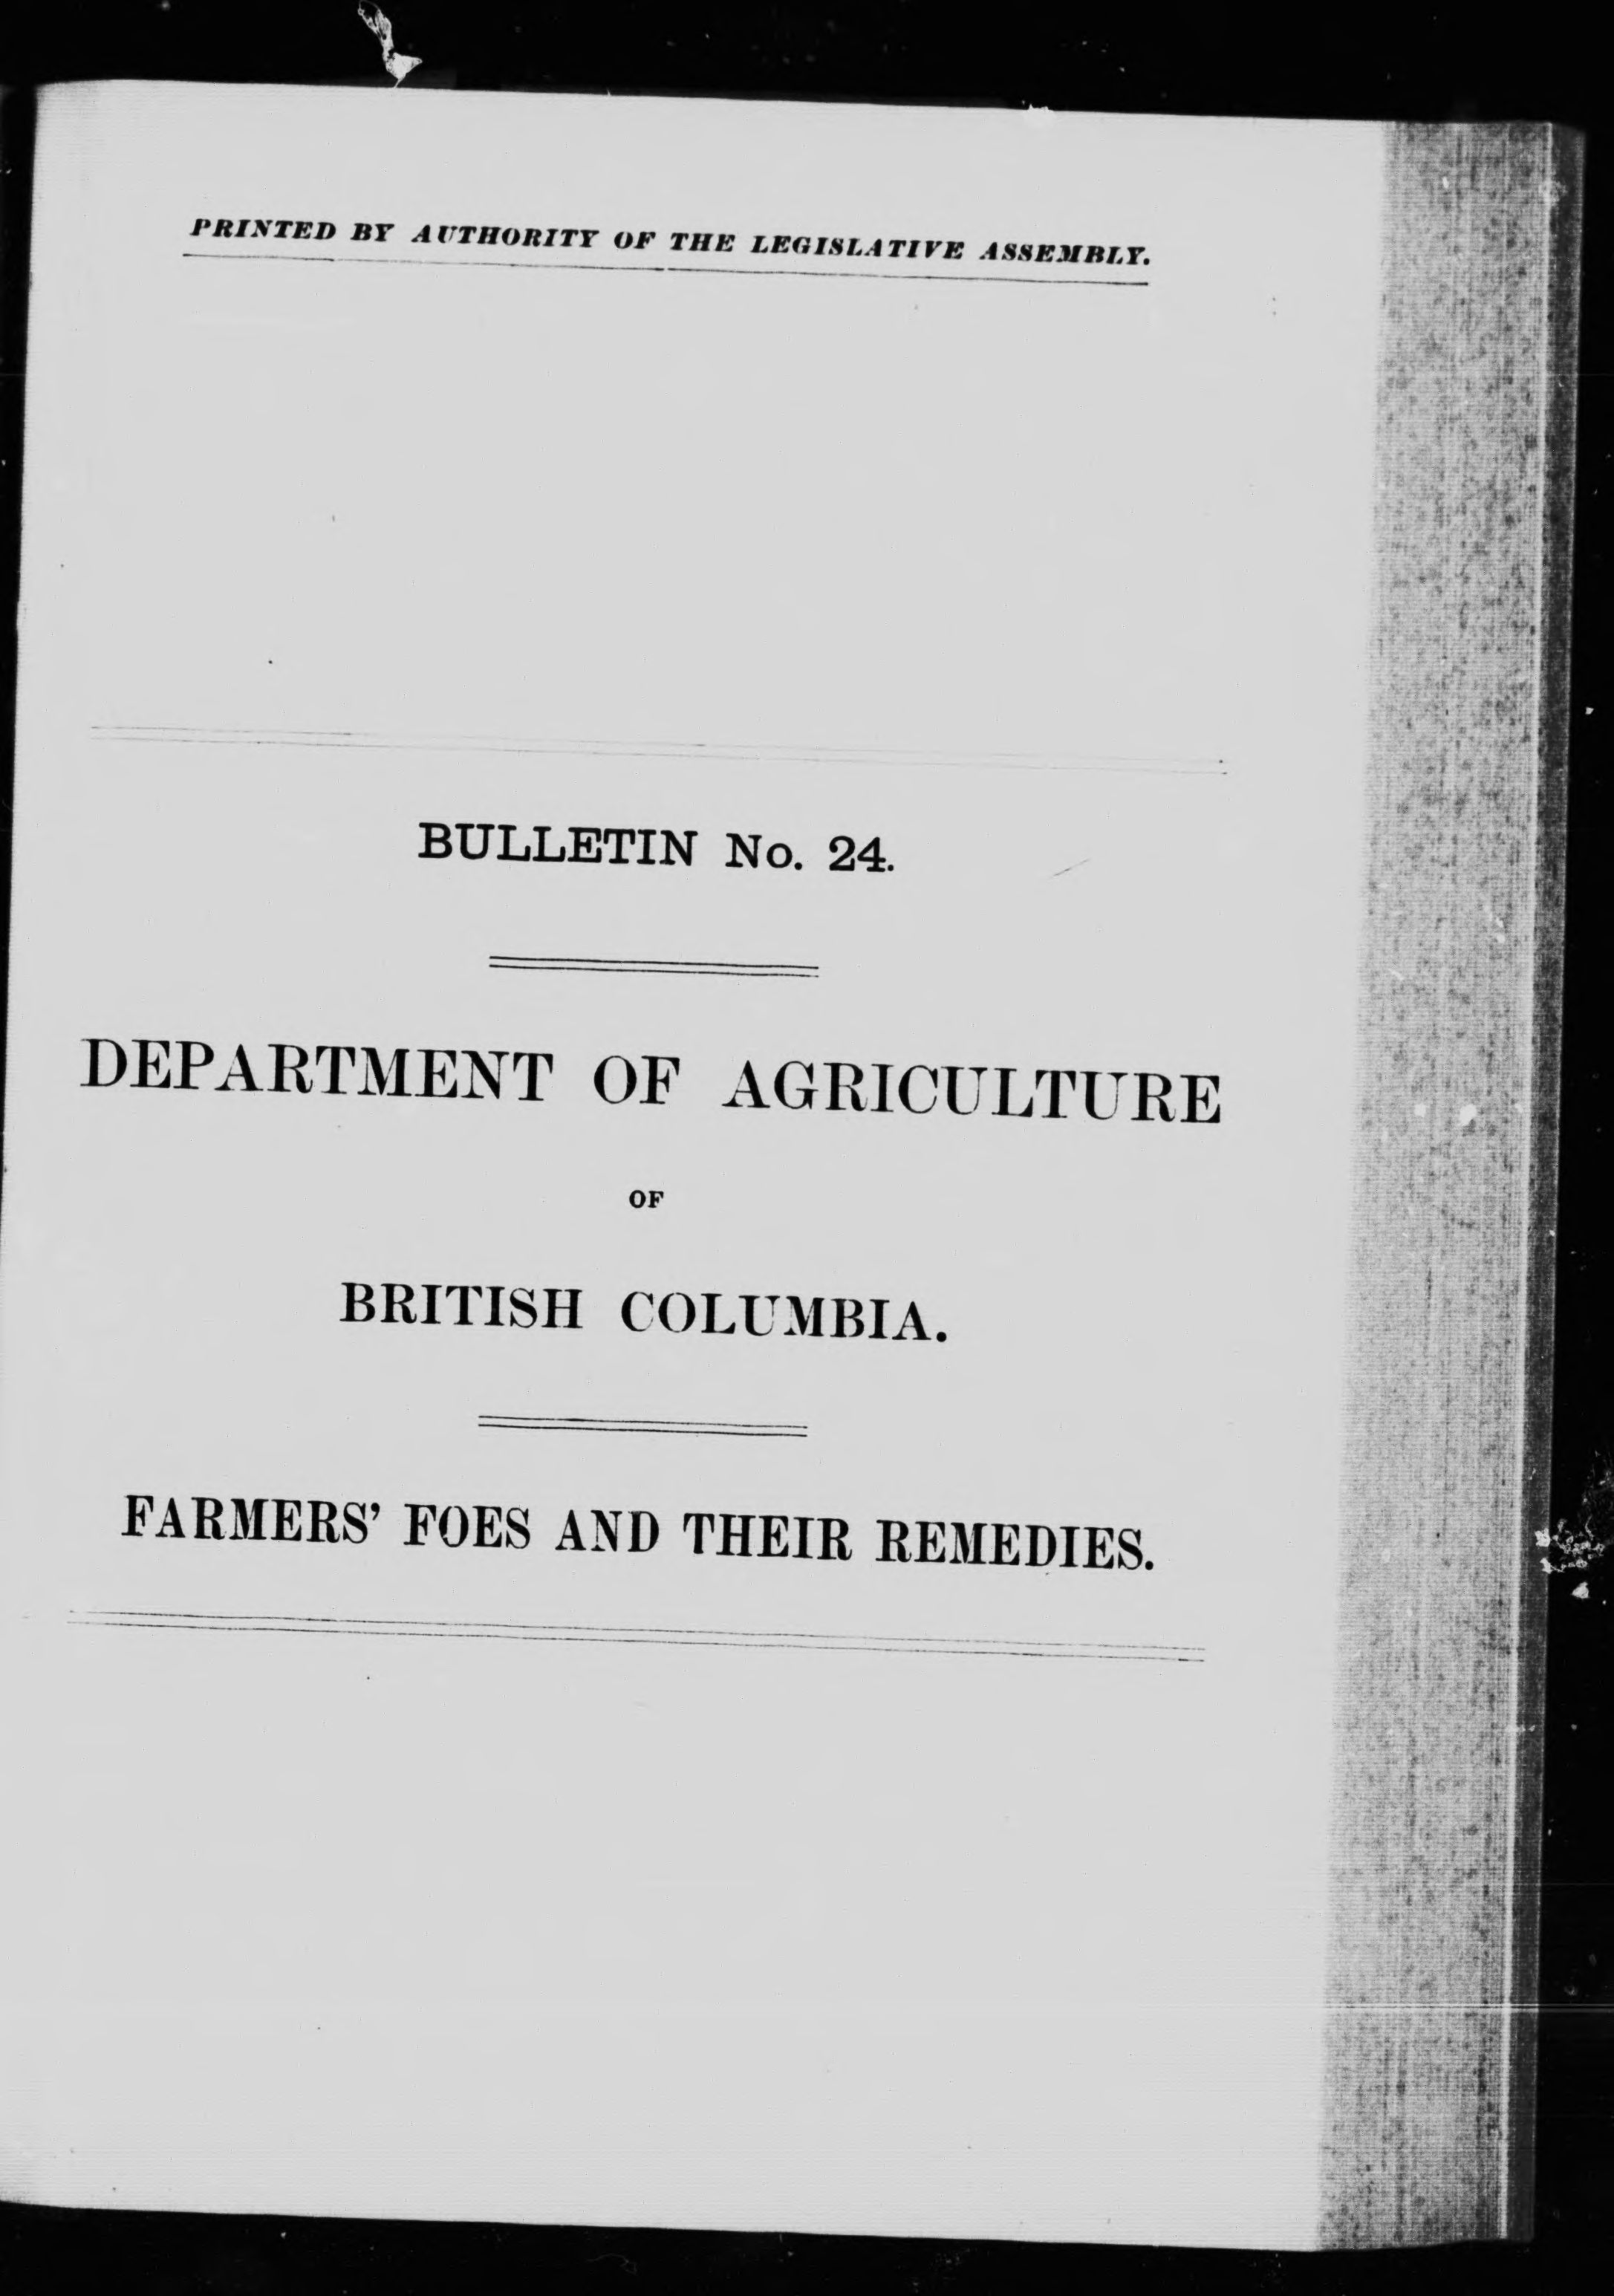 PRINTED BY AUTHORITY OF THE LEGISLATIVE ASSEMBLY.
BULLETIN No. 24.
DEPARTMENT OF AGRICULTURE
OF
BRITISH COLUMBIA.
FARMERS' FOES AND THEIR REMEDIES.